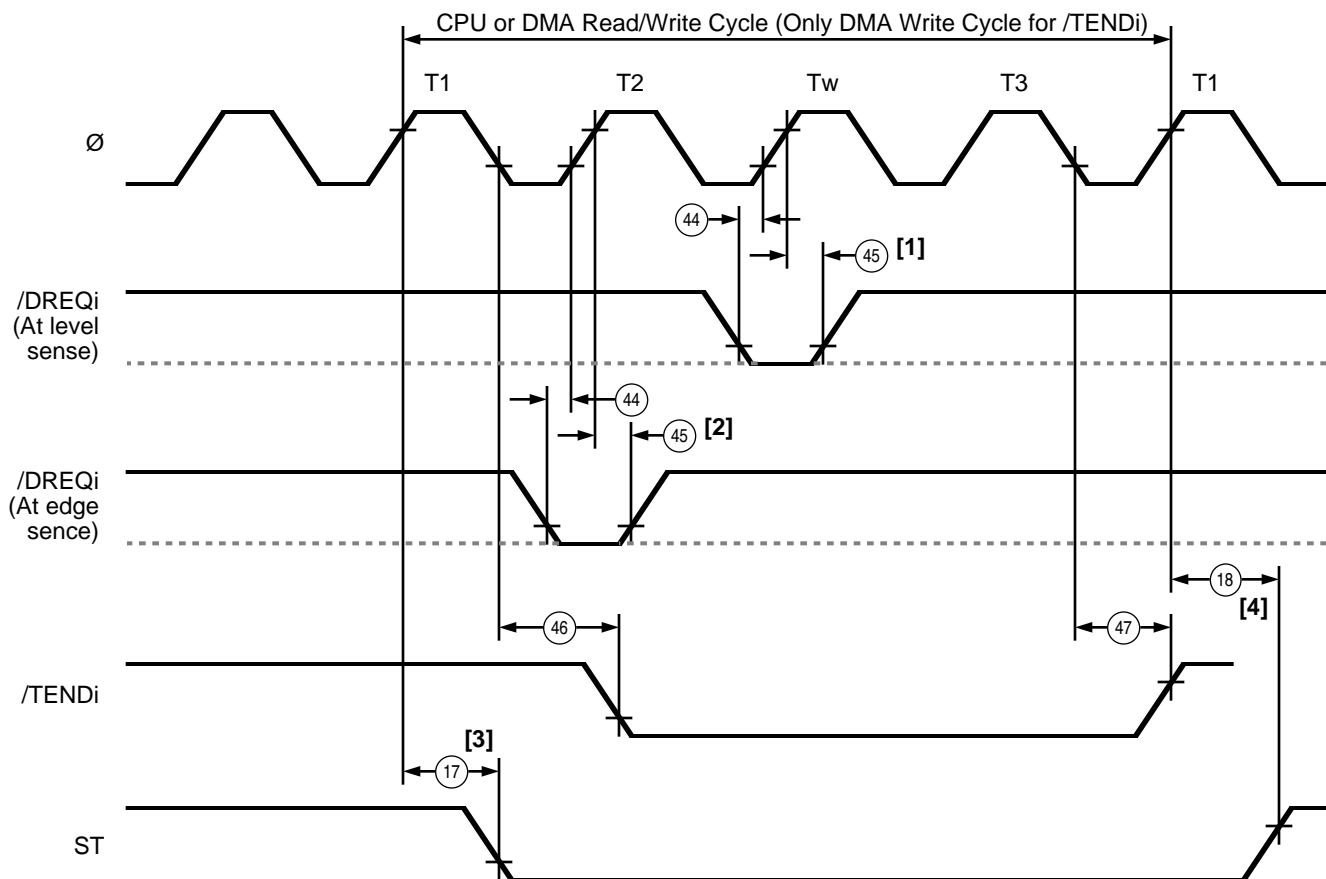 CPU or DMA Read/Write Cycle (Only DMA Write Cycle for /TENDi)
T1 T2 Tw T3 T1
Ø
44
45 [1]
/DREQi
(At level
sense)
44
45 [2]
/DREQi
(At edge
sence)
18
[4]
46
47
/TENDi
[3]
17
ST